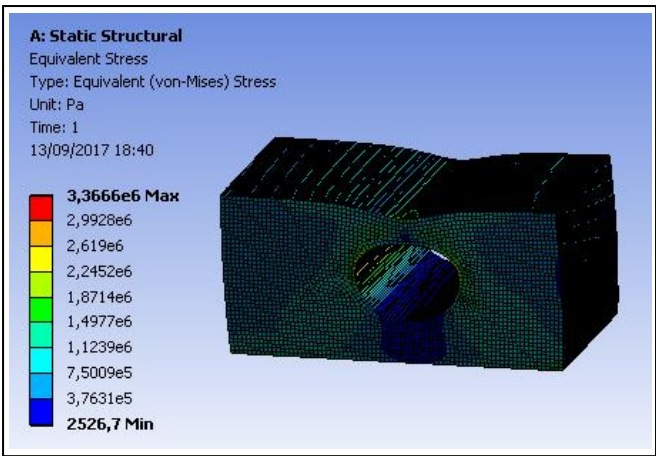 A: Static Structural
Equivalent Stress
Type: Equivalent (von-Mises) Stress
Unit: Pa
Time: 1
13/09/2017 18:40
3,3666e6 Max
2,9928e6
2,619e6
2,2452e6
1,8714e6
1,4977e6
1,1239e6
7,5009e5
3,7631e5
2526,7 Min